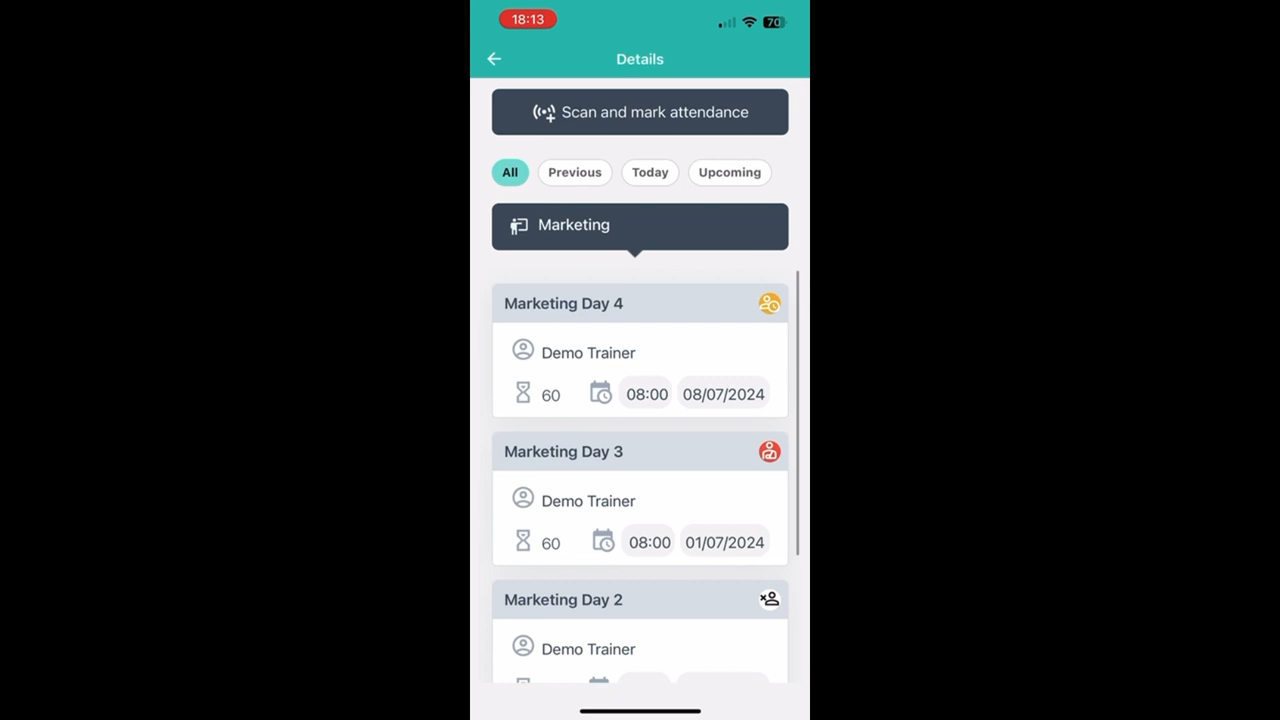 18:13
70
Details
Scan and mark attendance
All Previous Today Upcoming
Marketing
Marketing Day 4
Demo Trainer
60 08:00 08/07/2024
Marketing Day 3
Demo Trainer
60 08:00 01/07/2024
Marketing Day 2
Demo Trainer